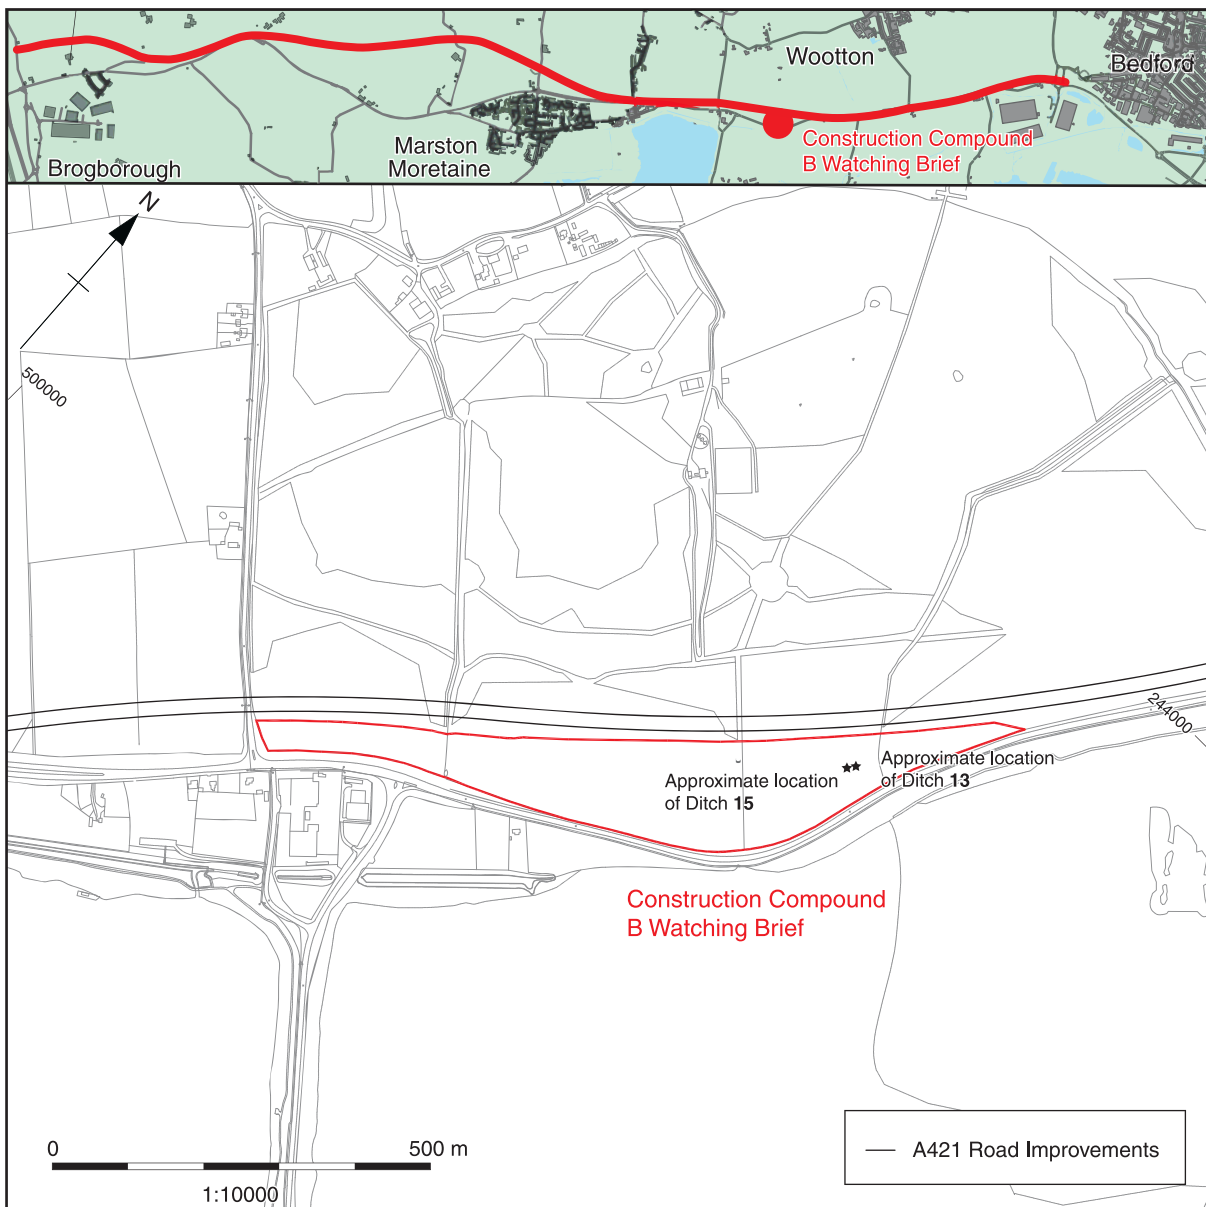 Wootton
Bedford
Construction Compound
B Watching Brief
Marston
Moretaine
Brogborough
N
500000
244000
Approximate location
of Ditch 13
Approximate location
of Ditch 15
Construction Compound
B Watching Brief
0 500 m
1:10000
A421 Road Improvements